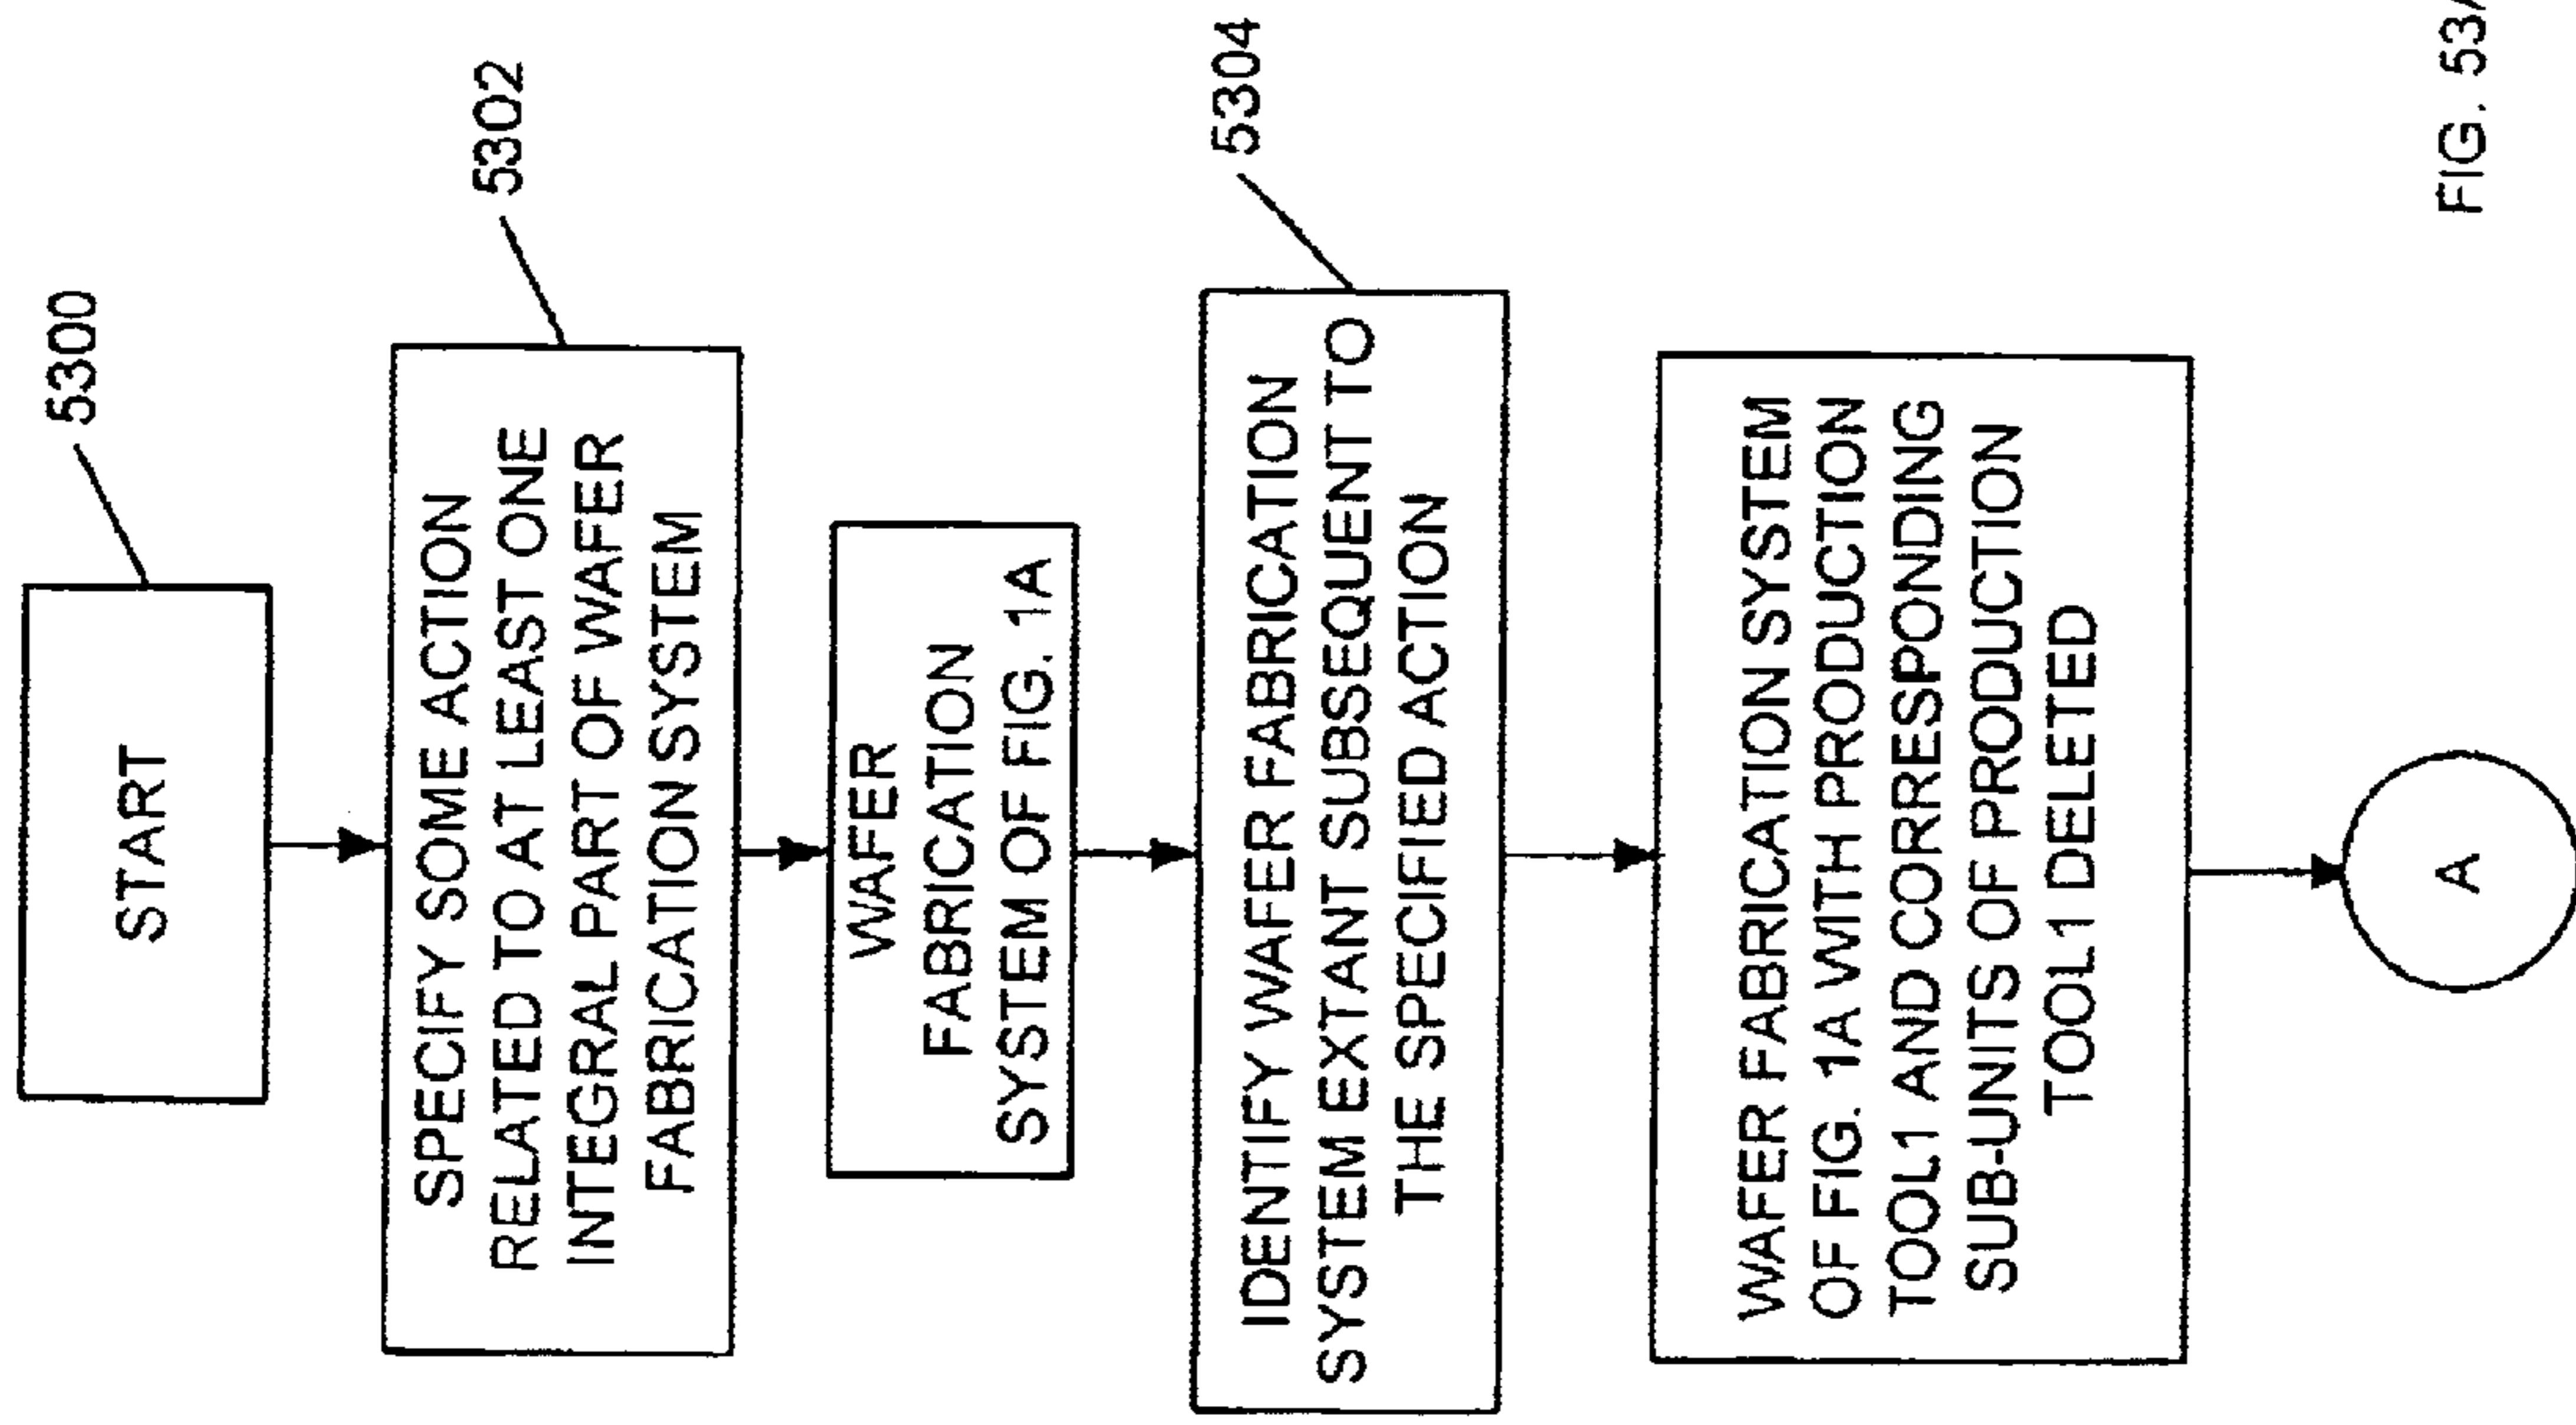 5300
START
5302
SPECIFY SOME ACTION
RELATED TO AT LEAST ONE
INTEGRAL PART OF WAFER
FABRICATION SYSTEM
WAFER
FABRICATION
SYSTEM OF FIG. 1A
5304
IDENTIFY WAFER FABRICATION
SYSTEM EXTANT SUBSEQUENT TO
THE SPECIFIED ACTION
WAFER FABRICATION SYSTEM
OF FIG. 1A WITH PRODUCTION
TOOL1 AND CORRESPONDING
SUB-UNITS OF PRODUCTION
TOOL1 DELETED
A
FIG. 53A